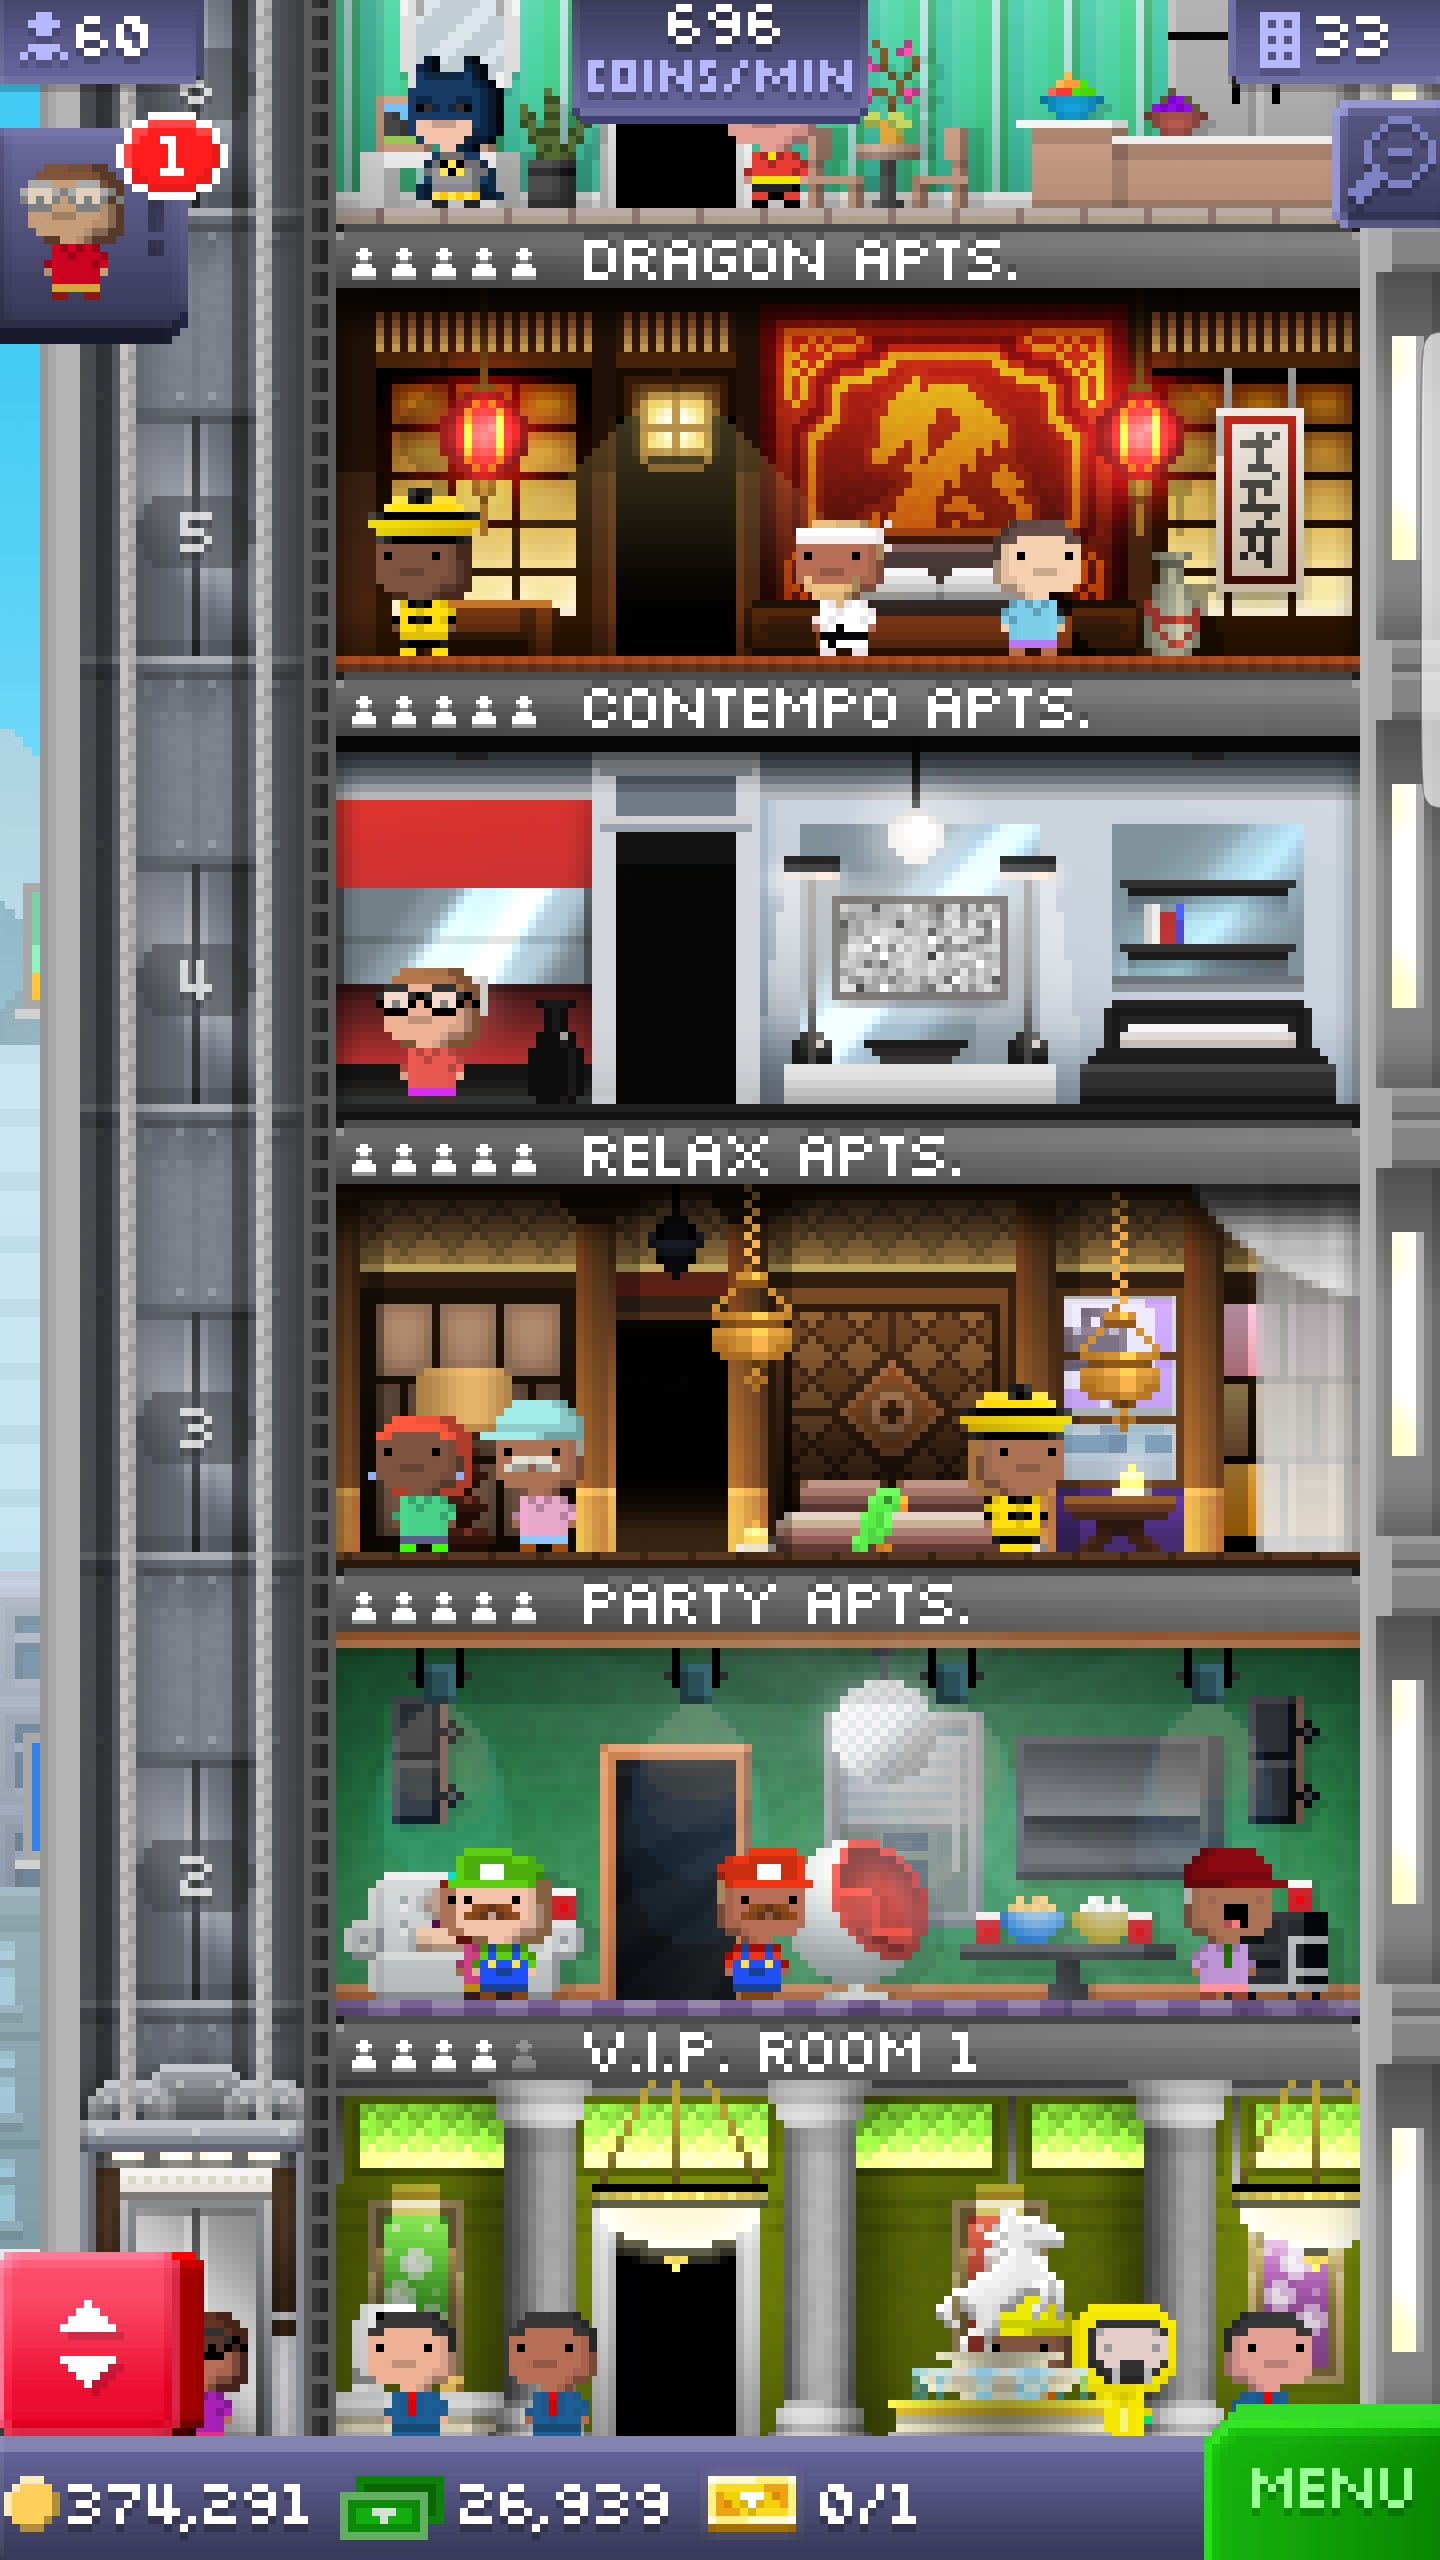 60
696
COINS/MIN
33
1
DRAGON APTS.
5
CONTEMPO APTS.
4
RELAX APTS.
3
PARTY APTS.
2
V.I.P. ROOM 1
374,291
26,939
0/1
MENU